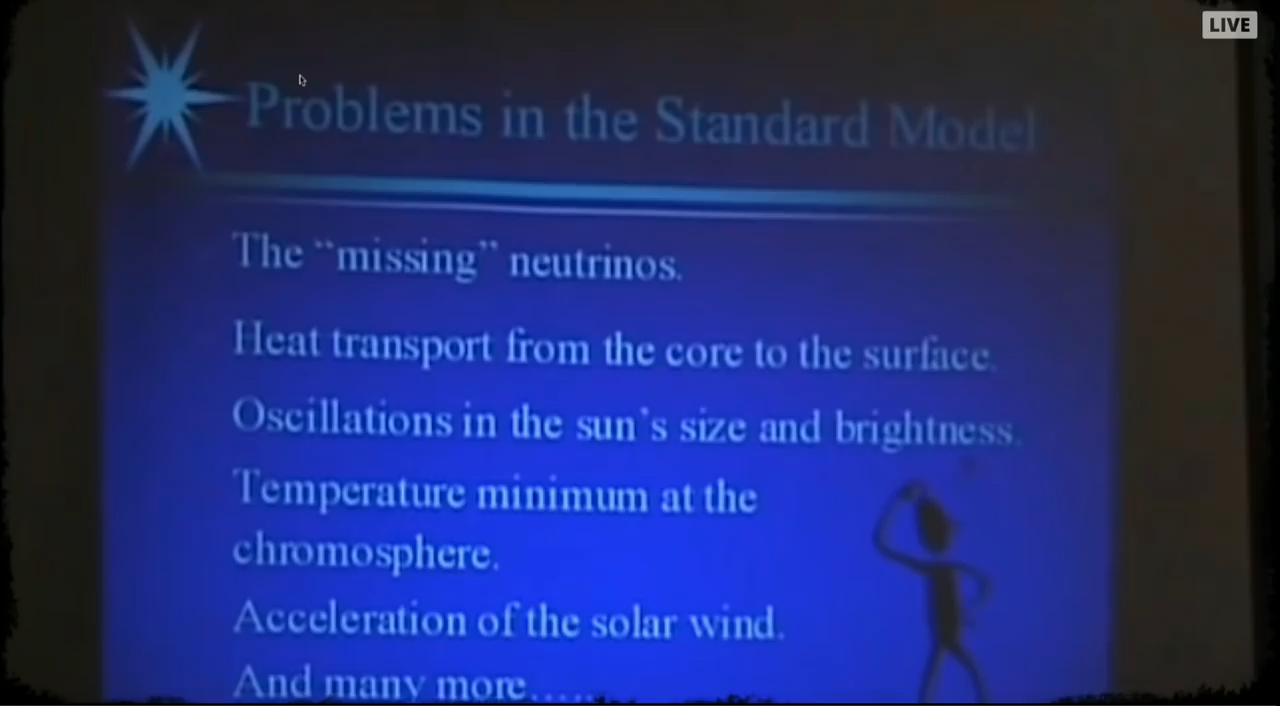 LIVE
Problems in the Standard Model
The “missing” neutrinos.
Heat transport from the core to the surface.
Oscillations in the sun’s size and brightness.
Temperature minimum at the
chromosphere.
Acceleration of the solar wind.
And many more......